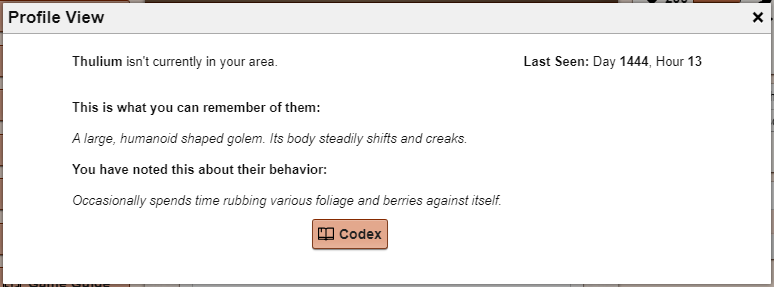 Profile View
Thulium isn't currently in your area. Last Seen: Day 1444, Hour 13
This is what you can remember of them:
A large, humanoid shaped golem. Its body steadily shifts and creaks.
You have noted this about their behavior:
Occasionally spends time rubbing various foliage and berries against itself.
Codex
Game Guide